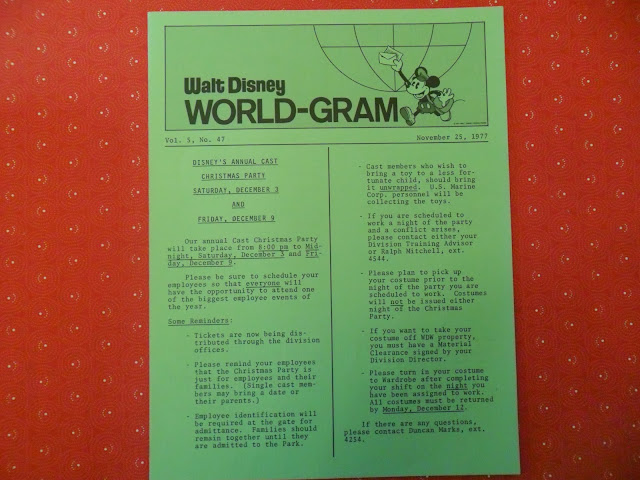 Walt Disney
WORLD-GRAM
Vol. 5, No. 47
November 25, 1977
DISNEY'S ANNUAL CAST
CHRISTMAS PARTY
SATURDAY, DECEMBER 3
AND
FRIDAY, DECEMBER 9
Our annual Cast Christmas Party
will take place from 8:00 pm to Mid-
night, Saturday, December 3 and Fri-
day, December 9.
Please be sure to schedule your
employees so that everyone will
have the opportunity to attend one
of the biggest employee events of
the year.
Some Reminders:
- Tickets are now being dis-
tributed through the division
offices.
- Please remind your employees
that the Christmas Party is
just for employees and their
families. (Single cast mem-
bers may bring a date or
their parents.)
- Employee identification will
be required at the gate for
admittance. Families should
remain together until they
are admitted to the Park.
- Cast members who wish to
bring a toy to a less for-
tunate child, should bring
it unwrapped. U.S. Marine
Corp. personnel will be
collecting the toys.
- If you are scheduled to
work a night of the party
and a conflict arises,
please contact either your
Division Training Advisor
or Ralph Mitchell, ext.
4544.
- Please plan to pick up
your costume prior to the
night of the party you are
scheduled to work. Costumes
will not be issued either
night of the Christmas
Party.
- If you want to take your
costume off WDW property,
you must have a Material
Clearance signed by your
Division Director.
- Please turn in your costume
to Wardrobe after completing
your shift on the night you
have been assigned to work.
All costumes must be returned
by Monday, December 12.
If there are any questions,
please contact Duncan Marks, ext.
4254.